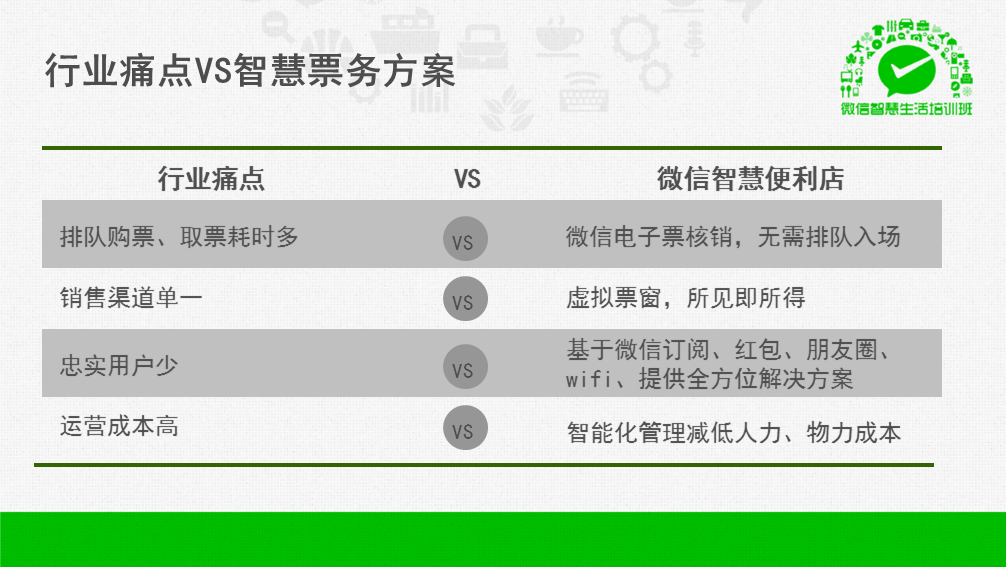 行业痛点VS智慧票务方案
微信智慧生活培训班
行业痛点 VS 微信智慧便利店
排队购票、取票耗时多 VS 微信电子票核销，无需排队入场
销售渠道单一 VS 虚拟票窗，所见即所得
忠实用户少 VS 基于微信订阅、红包、朋友圈、
wifi、提供全方位解决方案
运营成本高 VS 智能化管理减低人力、物力成本